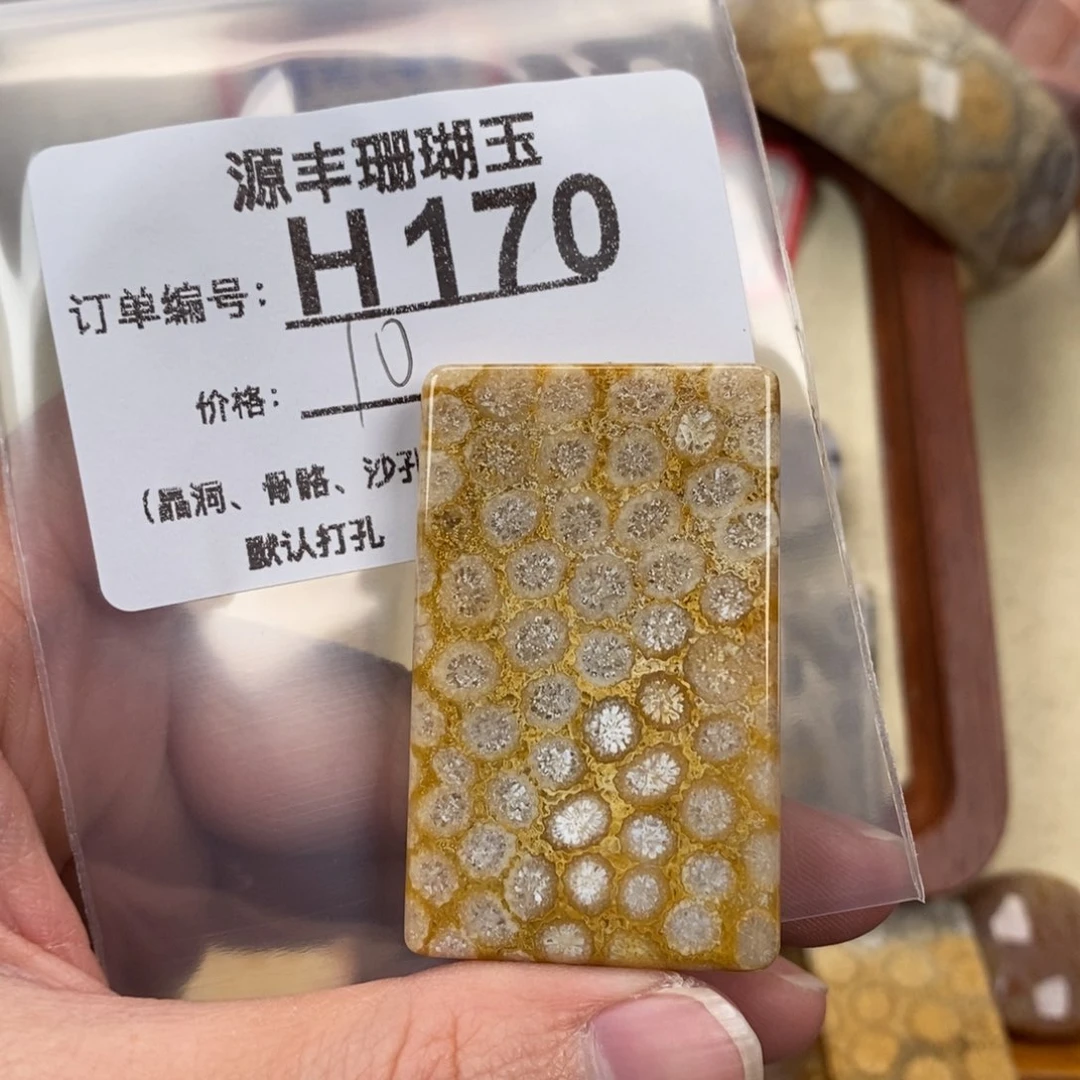 源丰珊瑚玉
订单编号: H170
价格: 10
(晶洞、骨骼、沙孔
默认打孔